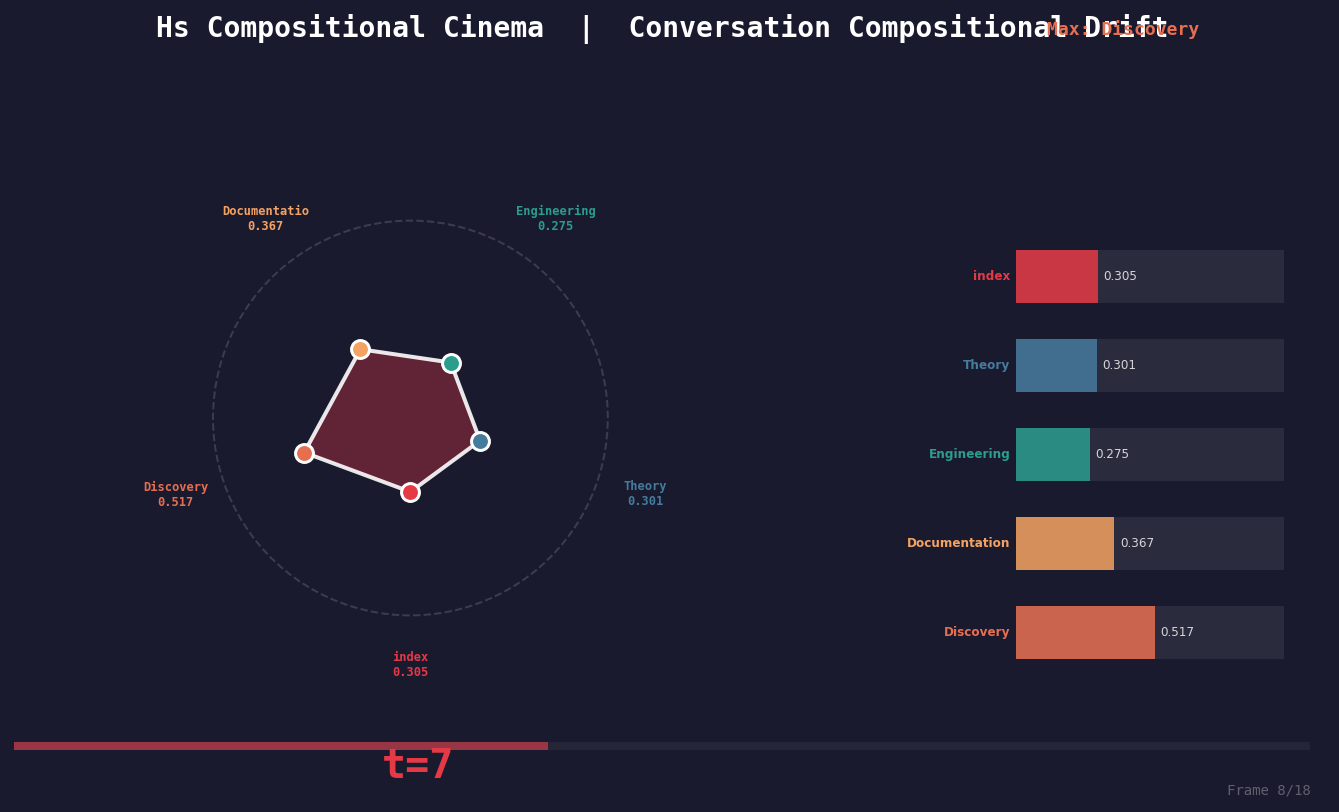 Hs Compositional Cinema | Conversation Compositional Drift
Max: Discovery
Documentatio
0.367
Engineering
0.275
Discovery
0.517
Theory
0.301
index
0.305
index
0.305
Theory
0.301
Engineering
0.275
Documentation
0.367
Discovery
0.517
t=7
Frame 8/18